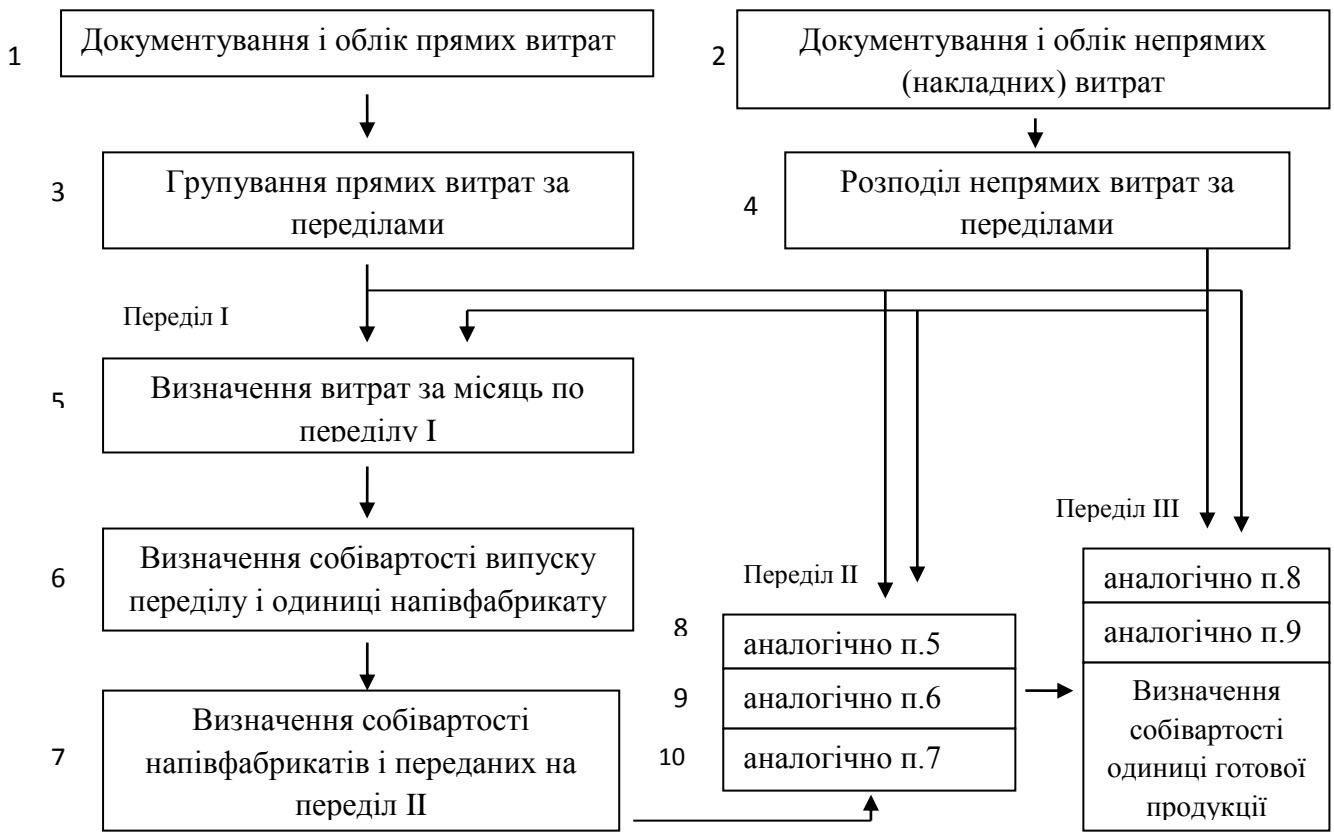 1
Документування і облік прямих витрат
2
Документування і облік непрямих
(накладних) витрат
3
Групування прямих витрат за
переділами
4
Розподіл непрямих витрат за
переділами
Переділ I
5
Визначення витрат за місяць по
переділу I
6
Визначення собівартості випуску
переділу і одиниці напівфабрикату
7
Визначення собівартості
напівфабрикатів і переданих на
переділ II
Переділ II
8
аналогічно п.5
9
аналогічно п.6
10
аналогічно п.7
Переділ III
аналогічно п.8
аналогічно п.9
Визначення
собівартості
одиниці готової
продукції